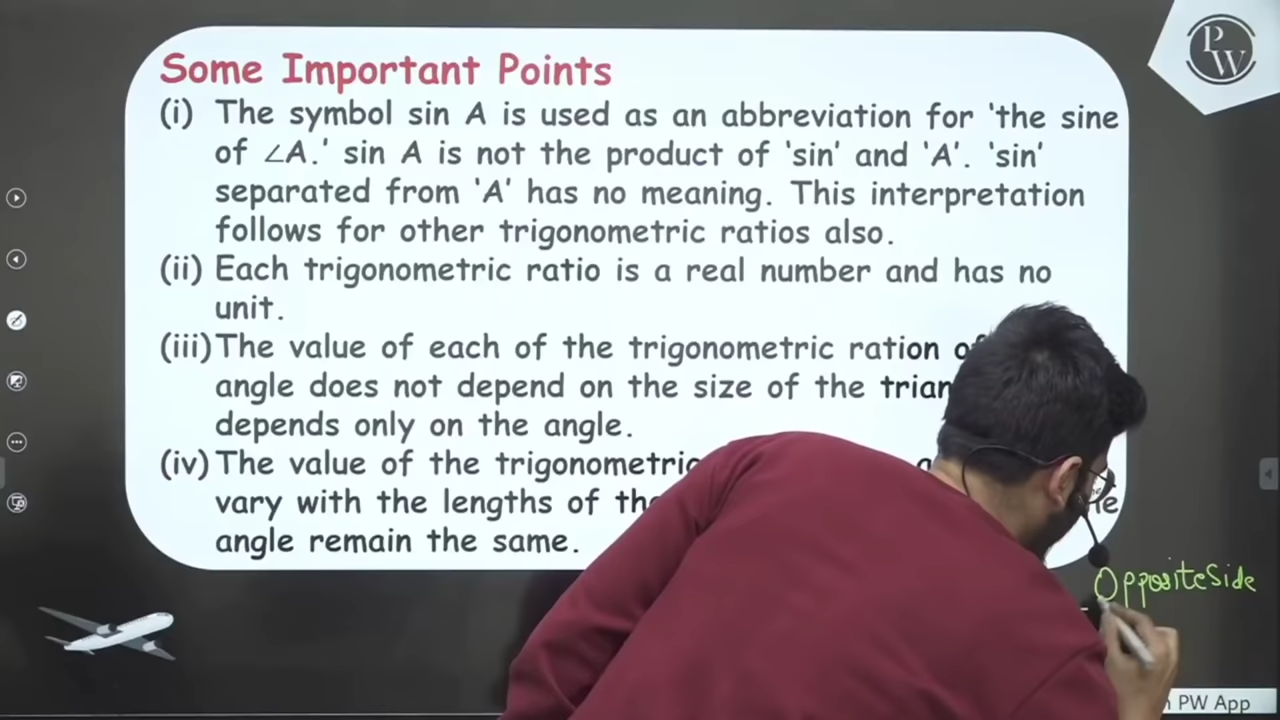 Some Important Points
(i) The symbol sin A is used as an abbreviation for ‘the sine
of ∠A.’ sin A is not the product of ‘sin’ and ‘A’. ‘sin’
separated from ‘A’ has no meaning. This interpretation
follows for other trigonometric ratios also.
(ii) Each trigonometric ratio is a real number and has no
unit.
(iii) The value of each of the trigonometric ration of
angle does not depend on the size of the
depends only on the angle.
(iv) The value of the
vary with the lengths of
angle remain the same.
Opposite Side
PW
PW App